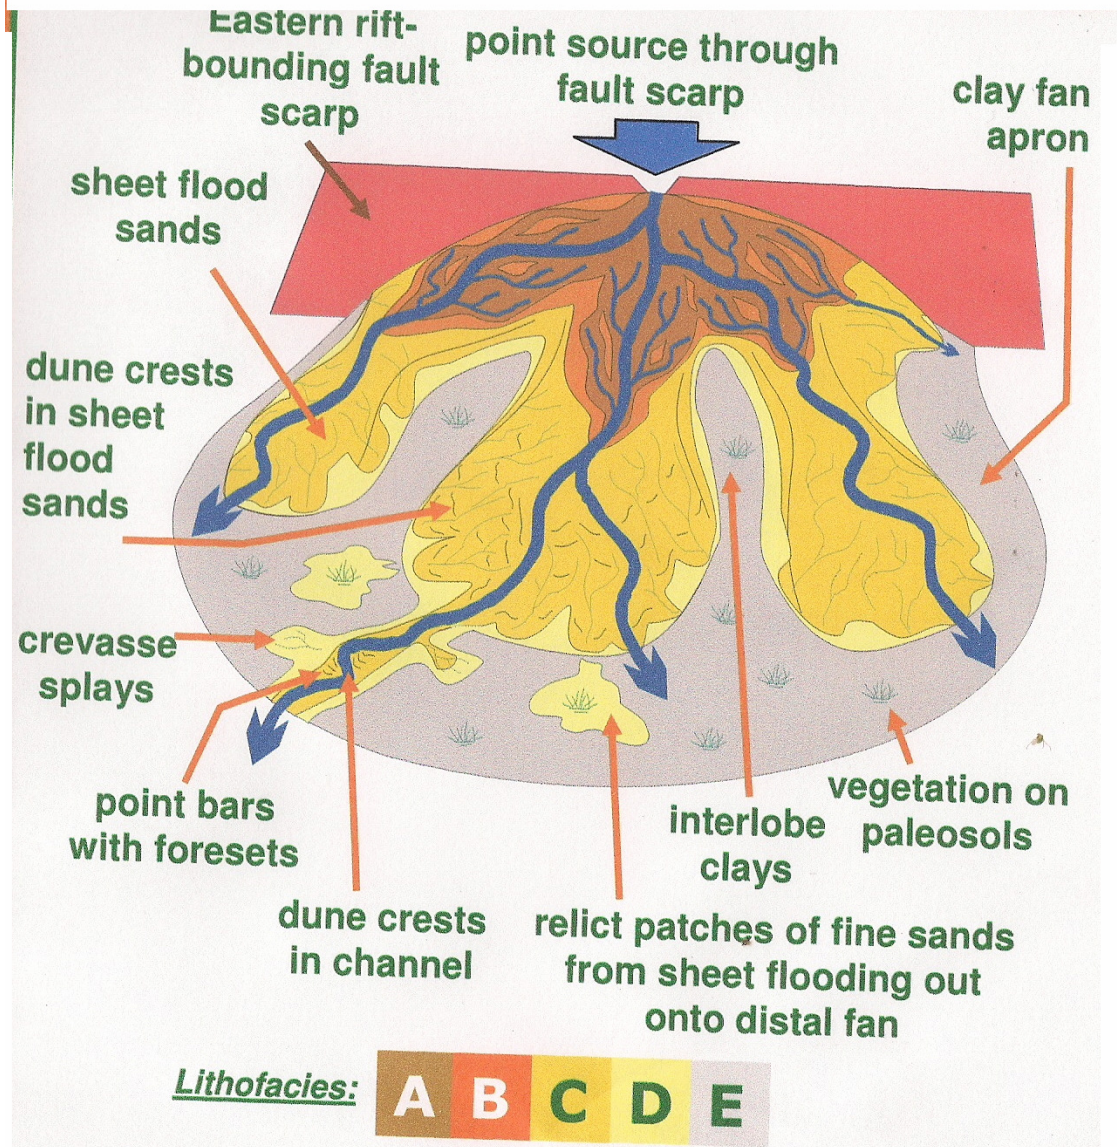 Eastern rift-
bounding fault
scarp
point source through
fault scarp
clay fan
apron
sheet flood
sands
dune crests
in sheet
flood
sands
crevasse
splays
point bars
with foresets
dune crests
in channel
relict patches of fine sands
from sheet flooding out
onto distal fan
interlobe
clays
vegetation on
paleosols
Lithofacies: A B C D E